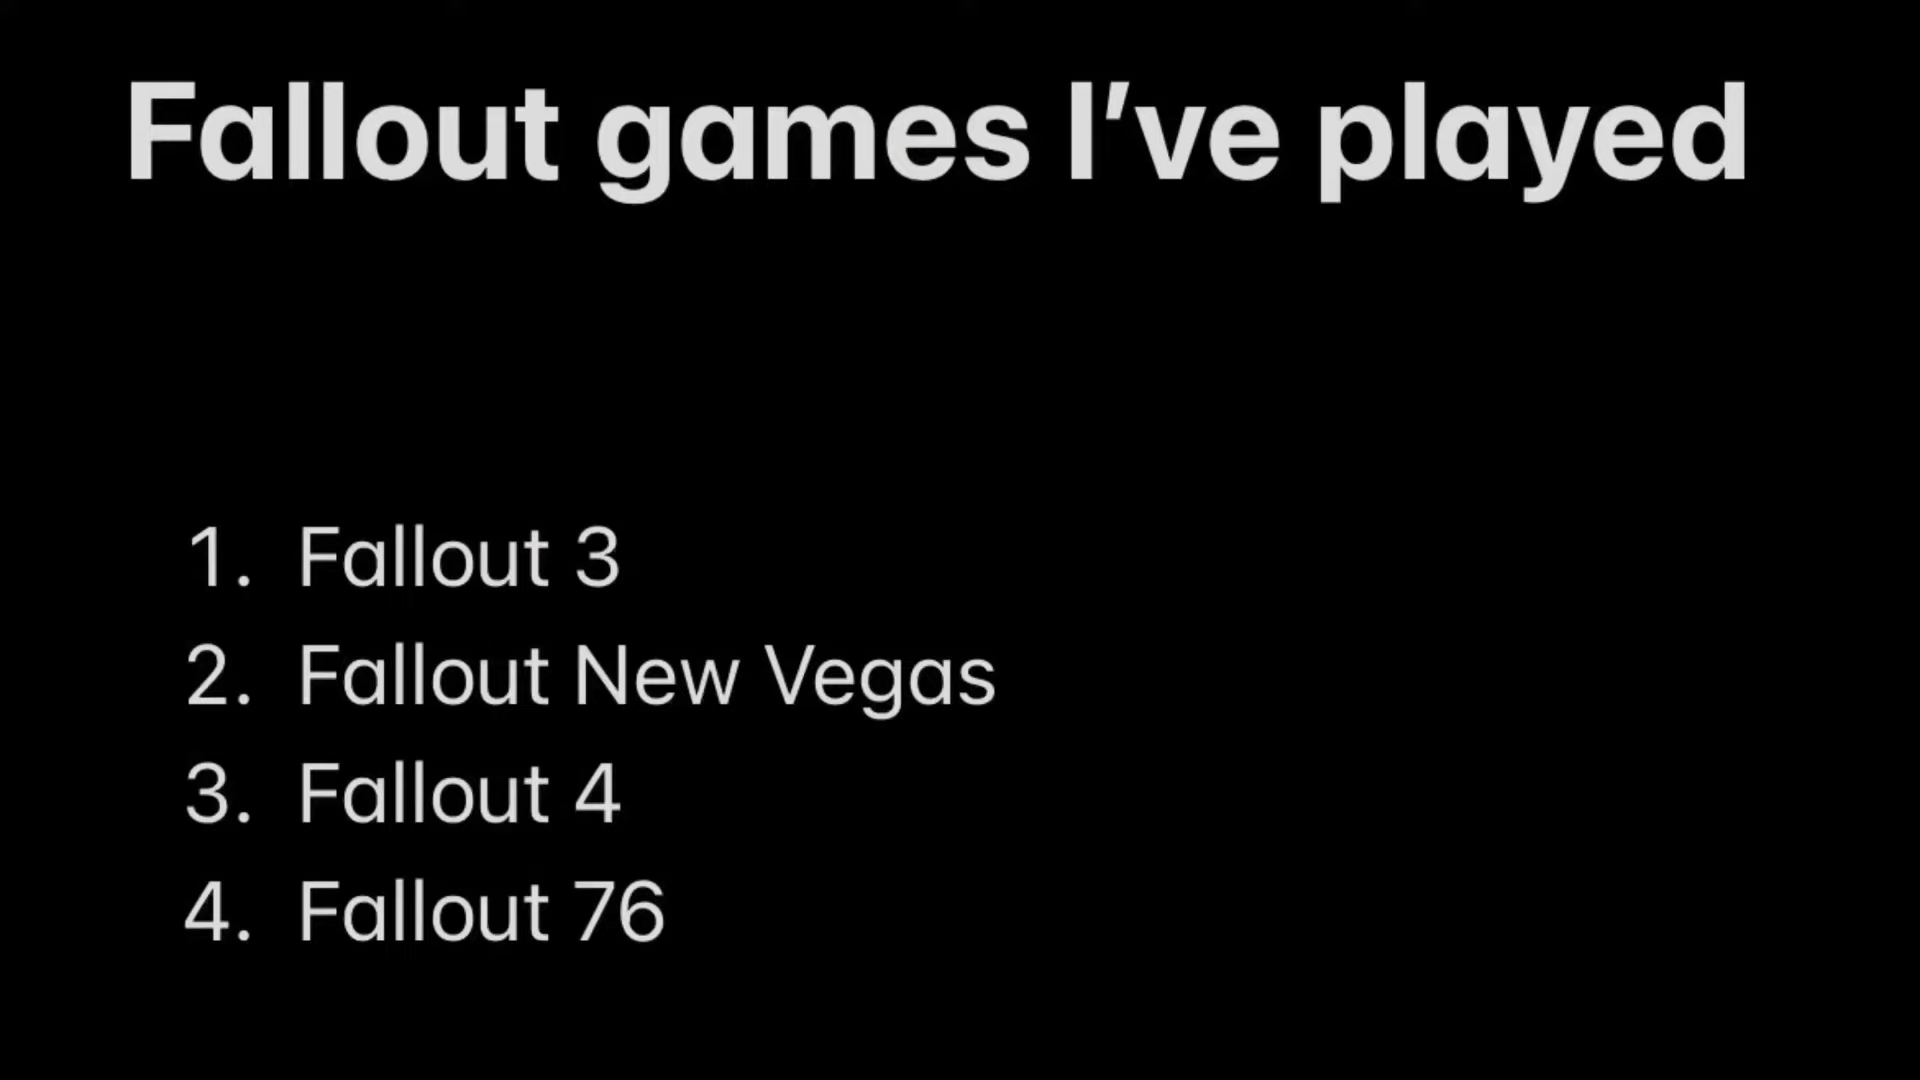 Fallout games I’ve played
1. Fallout 3
2. Fallout New Vegas
3. Fallout 4
4. Fallout 76